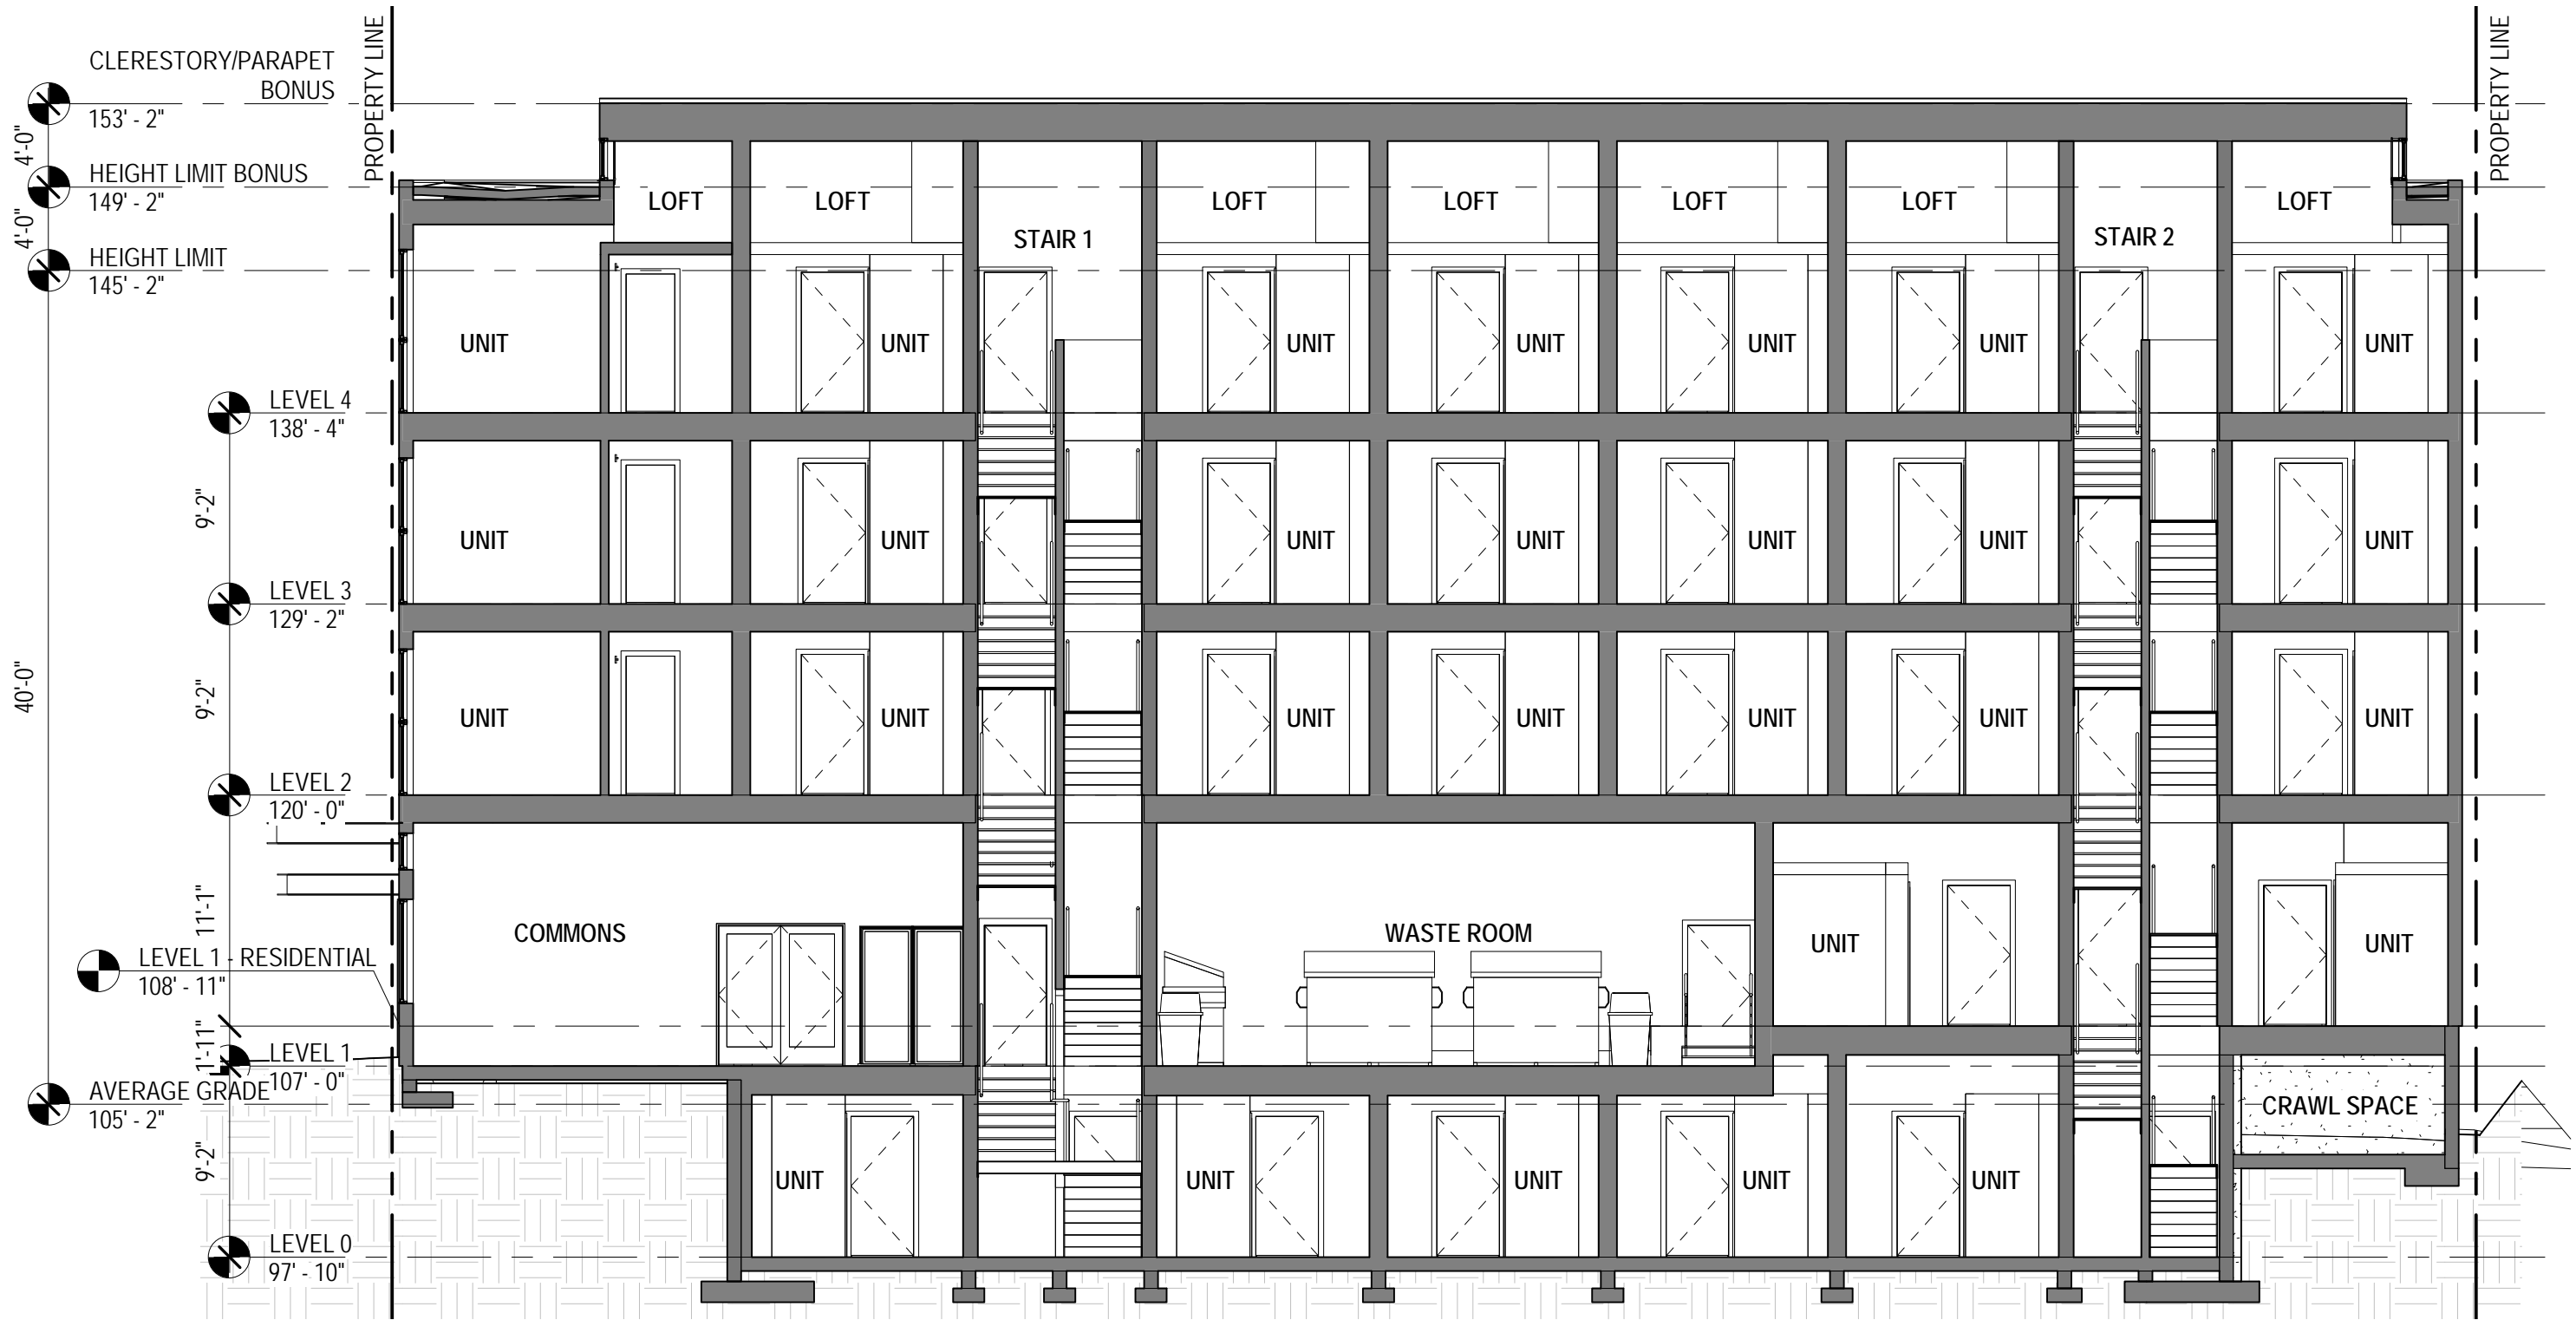 CLERESTORY/PARAPET
BONUS
153' - 2"
PROPERTY LINE
PROPERTY LINE
4'-0"
HEIGHT LIMIT BONUS
149' - 2"
4'-0"
HEIGHT LIMIT
145' - 2"
LOFT
LOFT
STAIR 1
LOFT
LOFT
LOFT
LOFT
STAIR 2
LOFT
UNIT
UNIT
UNIT
UNIT
UNIT
UNIT
UNIT
LEVEL 4
138' - 4"
9'-2"
UNIT
UNIT
UNIT
UNIT
UNIT
UNIT
UNIT
LEVEL 3
129' - 2"
40'-0"
9'-2"
UNIT
UNIT
UNIT
UNIT
UNIT
UNIT
UNIT
LEVEL 2
120' - 0"
11'-1"
COMMONS
WASTE ROOM
UNIT
UNIT
LEVEL 1 - RESIDENTIAL
108' - 11"
1'-11"
LEVEL 1
107' - 0"
AVERAGE GRADE
105' - 2"
CRAWL SPACE
9'-2"
UNIT
UNIT
UNIT
UNIT
UNIT
LEVEL 0
97' - 10"